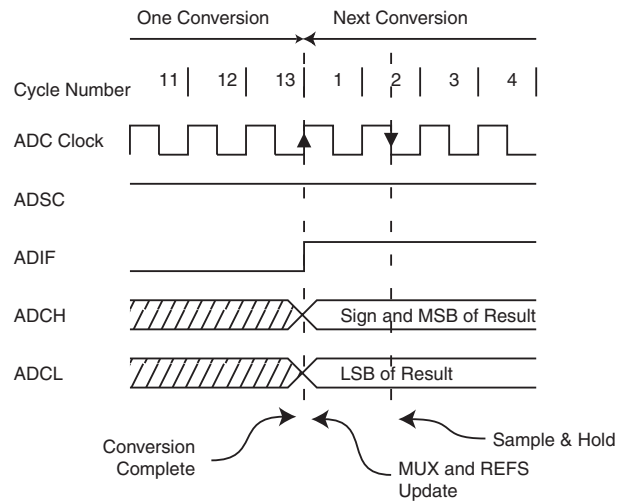 One Conversion
Next Conversion
Cycle Number
11
12
13
1
2
3
4
ADC Clock
ADSC
ADIF
ADCH
Sign and MSB of Result
ADCL
LSB of Result
Conversion
Complete
MUX and REFS
Update
Sample & Hold